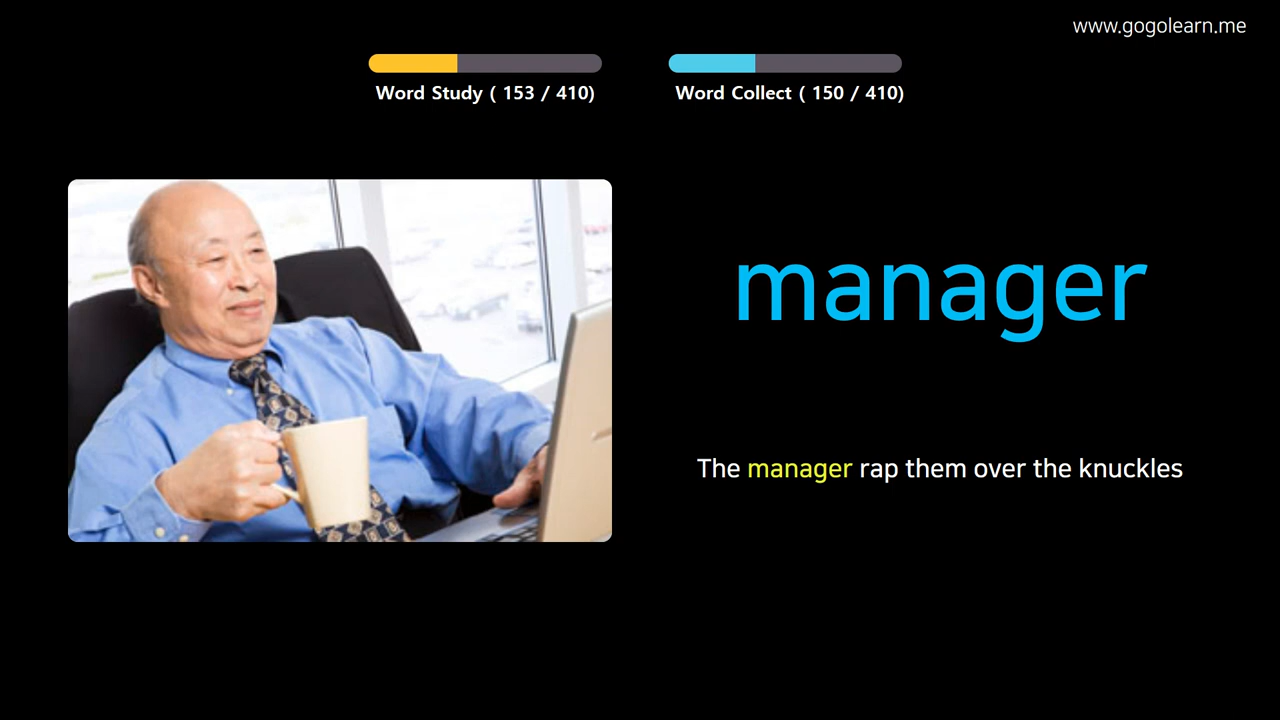 www.gogolearn.me
Word Study ( 153 / 410)
Word Collect ( 150 / 410)
manager
The manager rap them over the knuckles